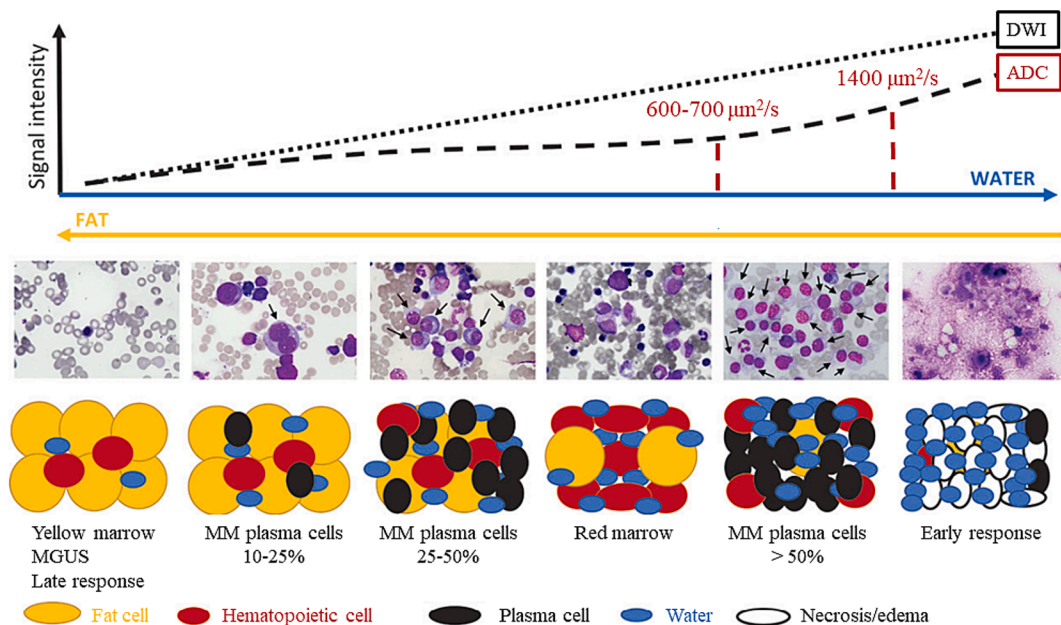 DWI
ADC
Signal intensity
600-700 μm²/s
1400 μm²/s
WATER
FAT
Yellow marrow
MGUS
Late response
MM plasma cells
10-25%
MM plasma cells
25-50%
Red marrow
MM plasma cells
> 50%
Early response
Fat cell
Hematopoietic cell
Plasma cell
Water
Necrosis/edema